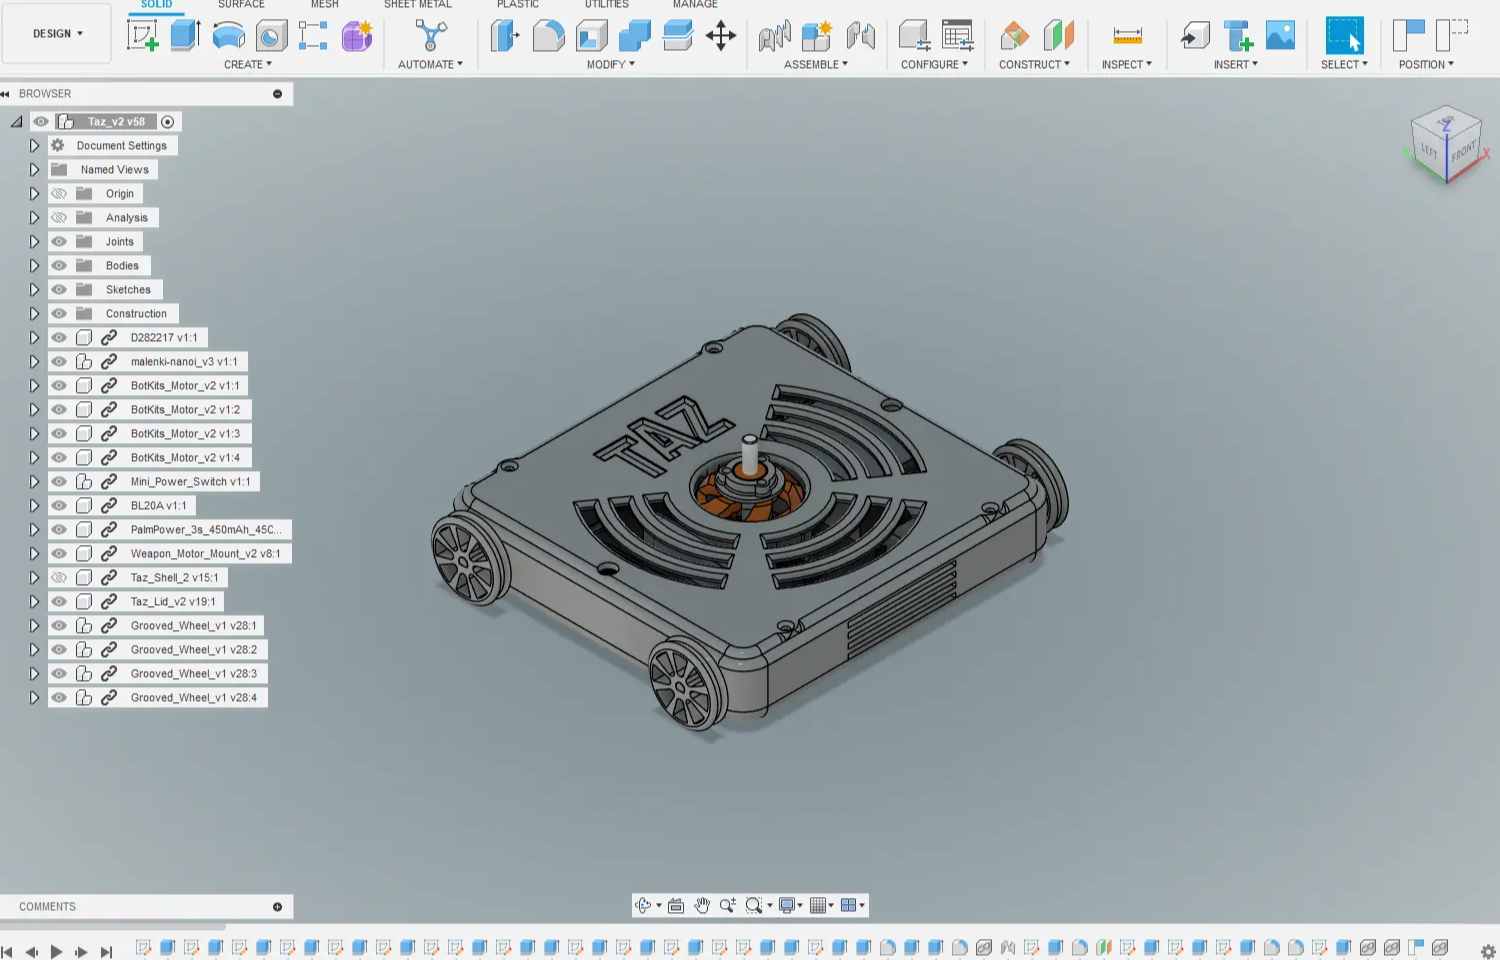 SOLID SURFACE MESH SHEET METAL PLASTIC UTILITIES MANAGE
DESIGN
CREATE AUTOMATE MODIFY ASSEMBLE CONFIGURE CONSTRUCT INSPECT INSERT SELECT POSITION
BROWSER
Taz_v2 v58
Document Settings
Named Views
Origin
Analysis
Joints
Bodies
Sketches
Construction
D282217 v1:1
malenki-nanoi_v3 v1:1
BotKits_Motor_v2 v1:1
BotKits_Motor_v2 v1:2
BotKits_Motor_v2 v1:3
BotKits_Motor_v2 v1:4
Mini_Power_Switch v1:1
BL20A v1:1
PalmPower_3s_450mAh_45C...
Weapon_Motor_Mount_v2 v8:1
Taz_Shell_2 v15:1
Taz_Lid_v2 v19:1
Grooved_Wheel_v1 v28:1
Grooved_Wheel_v1 v28:2
Grooved_Wheel_v1 v28:3
Grooved_Wheel_v1 v28:4
TAZ
Z
LEFT FRONT X
COMMENTS